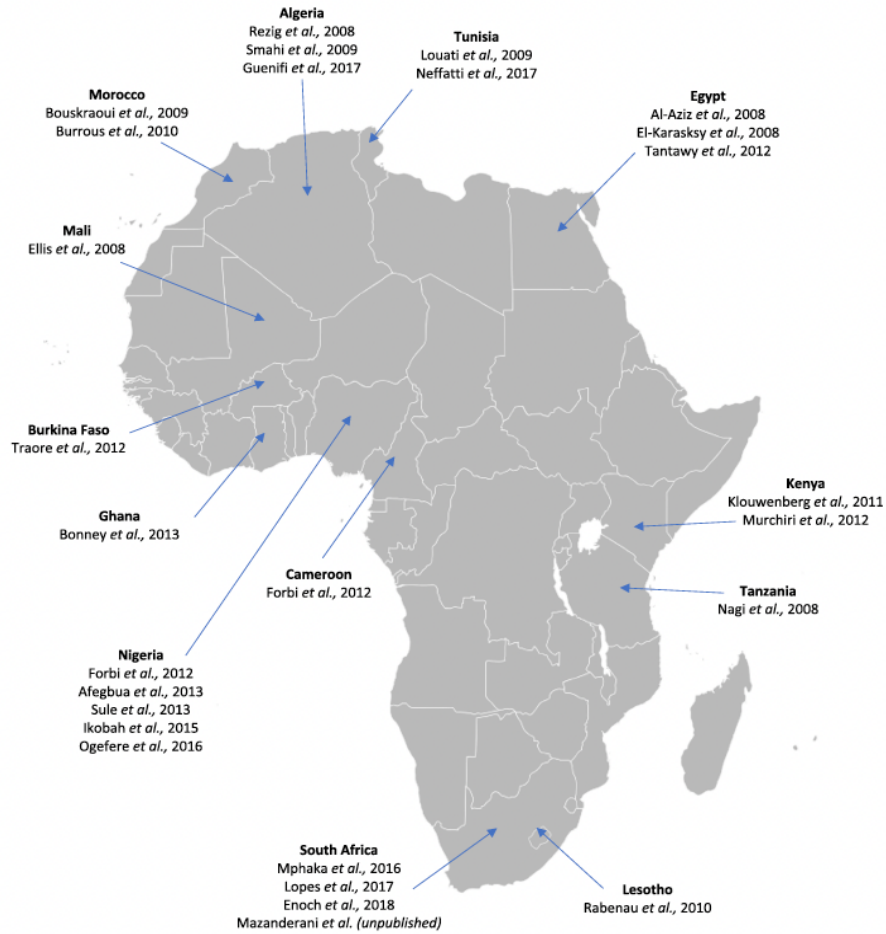 Algeria
Rezig et al., 2008
Smahi et al., 2009
Guenifi et al., 2017
Tunisia
Louati et al., 2009
Neffatti et al., 2017
Morocco
Bouskraoui et al., 2009
Burrous et al., 2010
Egypt
Al-Aziz et al., 2008
El-Karasksy et al., 2008
Tantawy et al., 2012
Mali
Ellis et al., 2008
Burkina Faso
Traore et al., 2012
Ghana
Bonney et al., 2013
Cameroon
Forbi et al., 2012
Kenya
Klouwenberg et al., 2011
Murchiri et al., 2012
Tanzania
Nagi et al., 2008
Nigeria
Forbi et al., 2012
Afegbua et al., 2013
Sule et al., 2013
Ikobah et al., 2015
Ogefere et al., 2016
South Africa
Mphaka et al., 2016
Lopes et al., 2017
Enoch et al., 2018
Mazanderani et al. (unpublished)
Lesotho
Rabenau et al., 2010